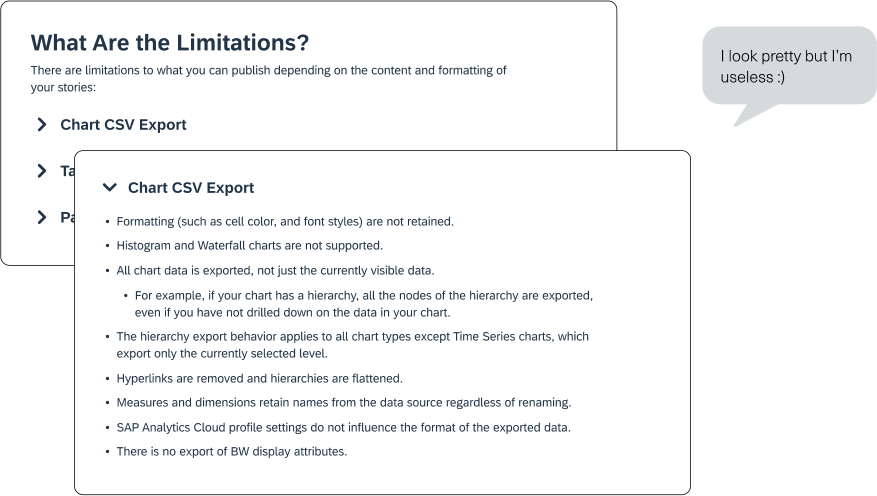 What Are the Limitations?
There are limitations to what you can publish depending on the content and formatting of
your stories:
Chart CSV Export
Ta
Pa
Chart CSV Export
• Formatting (such as cell color, and font styles) are not retained.
• Histogram and Waterfall charts are not supported.
• All chart data is exported, not just the currently visible data.
• For example, if your chart has a hierarchy, all the nodes of the hierarchy are exported,
even if you have not drilled down on the data in your chart.
• The hierarchy export behavior applies to all chart types except Time Series charts, which
export only the currently selected level.
• Hyperlinks are removed and hierarchies are flattened.
• Measures and dimensions retain names from the data source regardless of renaming.
• SAP Analytics Cloud profile settings do not influence the format of the exported data.
• There is no export of BW display attributes.
I look pretty but I'm
useless :)